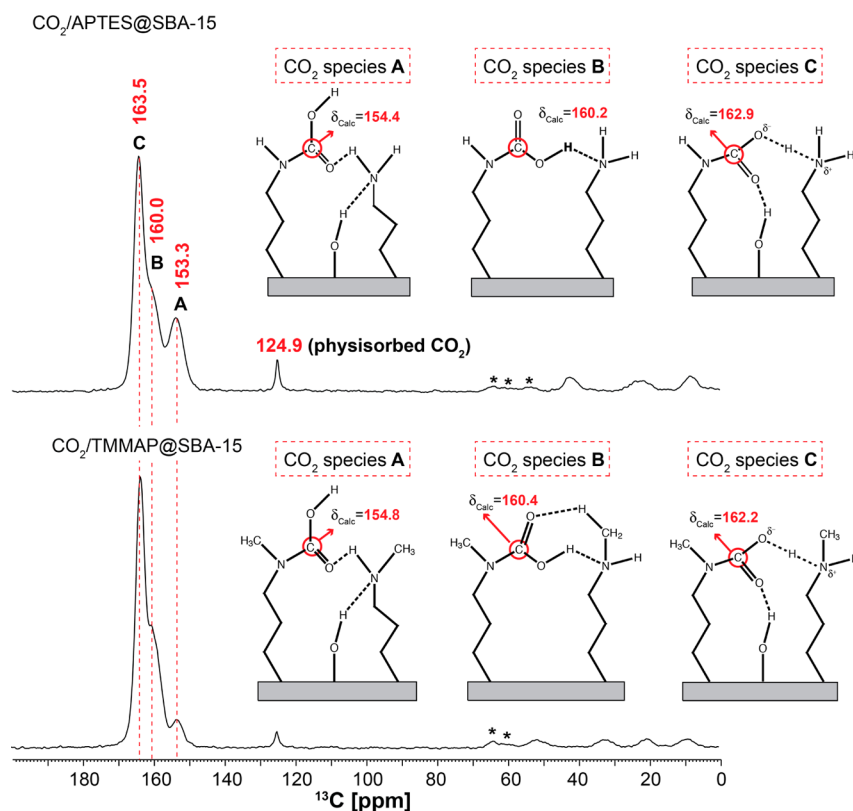 CO₂/APTES@SBA-15
CO₂ species A
CO₂ species B
CO₂ species C
163.5
C
160.0
B
153.3
A
H
O
δCalc=154.4
H
N
C
O
H
H
N
H
O
O
δCalc=160.2
H
N
C
O
H
H
N
H
δCalc=162.9
H
N
C
O δ-
O
H
H
N
δ+
H
H
O
124.9 (physisorbed CO₂)
* * *
CO₂/TMMAP@SBA-15
CO₂ species A
CO₂ species B
CO₂ species C
H
O
δCalc=154.8
H₃C
N
C
O
H
CH₃
N
H
O
δCalc=160.4
O
H
CH₂
H₃C
N
C
O
H
N
H
δCalc=162.2
H₃C
N
C
O δ-
O
H
CH₃
N
δ+
H
H
O
* *
180 160 140 120 100 80 60 40 20 0
¹³C [ppm]